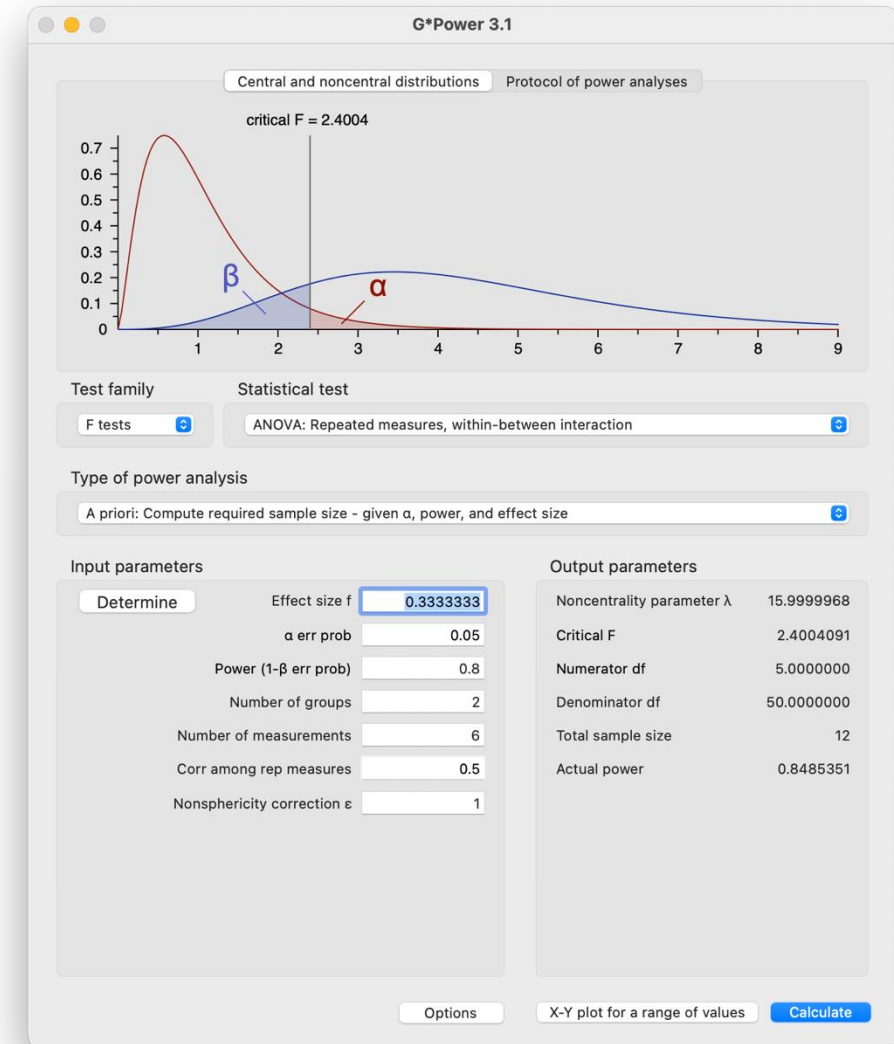 G*Power 3.1
Central and noncentral distributions Protocol of power analyses
critical F = 2.4004
0.7
0.6
0.5
0.4
0.3
0.2
0.1
0
β
α
1 2 3 4 5 6 7 8 9
Test family Statistical test
F tests ANOVA: Repeated measures, within-between interaction
Type of power analysis
A priori: Compute required sample size - given α, power, and effect size
Input parameters Output parameters
Determine Effect size f 0.3333333 Noncentrality parameter λ 15.9999968
α err prob 0.05 Critical F 2.4004091
Power (1-β err prob) 0.8 Numerator df 5.0000000
Number of groups 2 Denominator df 50.0000000
Number of measurements 6 Total sample size 12
Corr among rep measures 0.5 Actual power 0.8485351
Nonsphericity correction ε 1
Options X-Y plot for a range of values Calculate